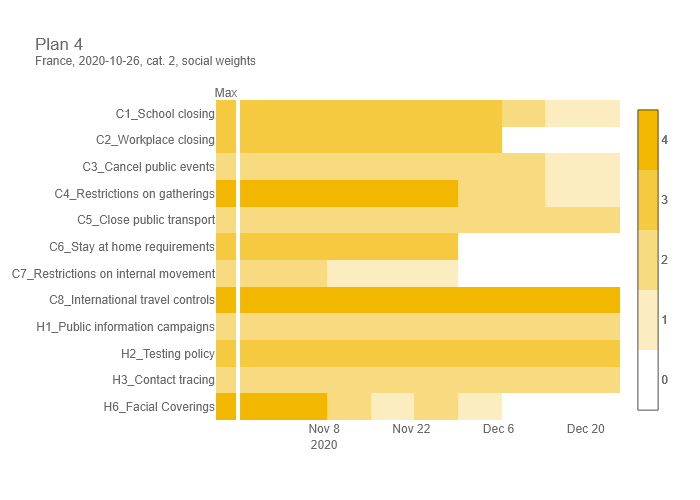 Plan 4
France, 2020-10-26, cat. 2, social weights
Max
C1_School closing
C2_Workplace closing
C3_Cancel public events
C4_Restrictions on gatherings
C5_Close public transport
C6_Stay at home requirements
C7_Restrictions on internal movement
C8_International travel controls
H1_Public information campaigns
H2_Testing policy
H3_Contact tracing
H6_Facial Coverings
Nov 8
2020
Nov 22
Dec 6
Dec 20
4
3
2
1
0